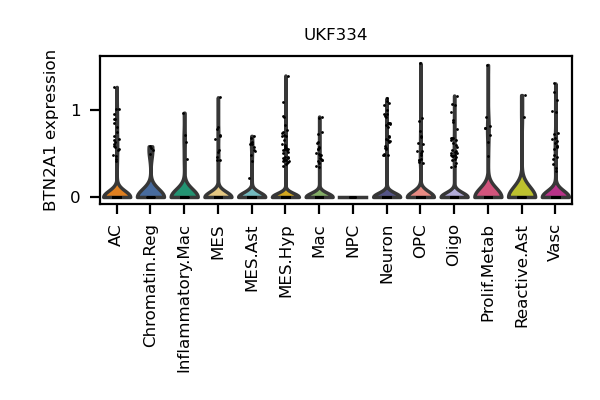 UKF334
BTN2A1 expression
1
0
AC
Chromatin.Reg
Inflammatory.Mac
MES
MES.Ast
MES.Hyp
Mac
NPC
Neuron
OPC
Oligo
Prolif.Metab
Reactive.Ast
Vasc